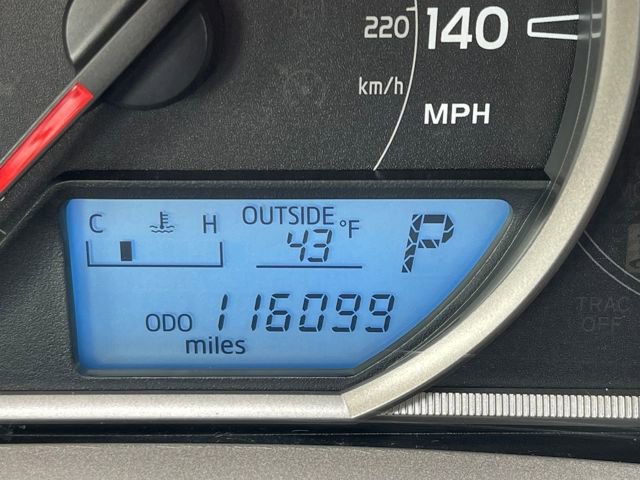 220 140
km/h
MPH
C H OUTSIDE °F P
43
ODO 116099
miles
TRAC
OFF